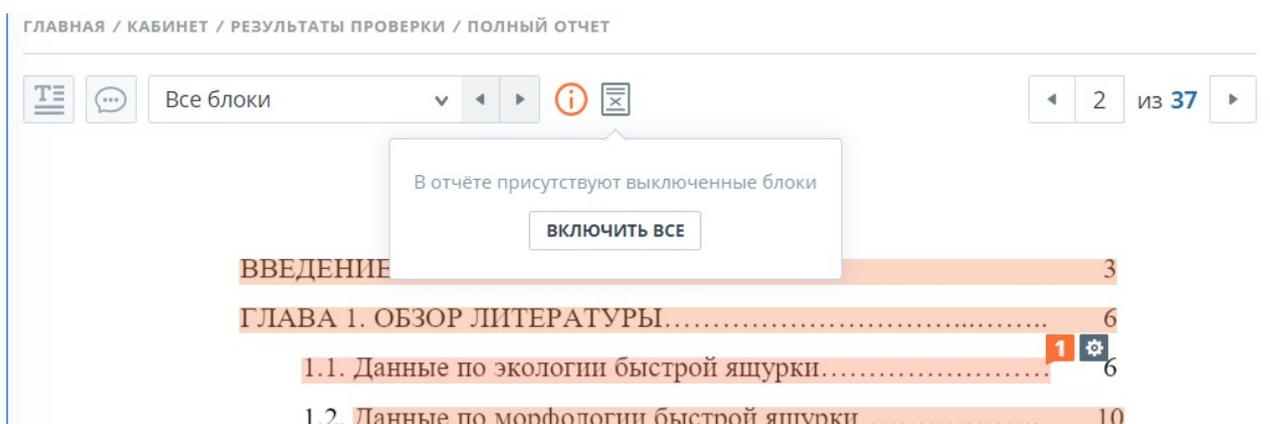 ГЛАВНАЯ / КАБИНЕТ / РЕЗУЛЬТАТЫ ПРОВЕРКИ / ПОЛНЫЙ ОТЧЕТ
Все блоки 2 из 37
В отчёте присутствуют выключенные блоки
ВКЛЮЧИТЬ ВСЕ
ВВЕДЕНИЕ 3
ГЛАВА 1. ОБЗОР ЛИТЕРАТУРЫ…………………………...…….. 6
1
1.1. Данные по экологии быстрой ящурки…………………… 6
1.2. Данные по морфологии быстрой ящурки………………… 10